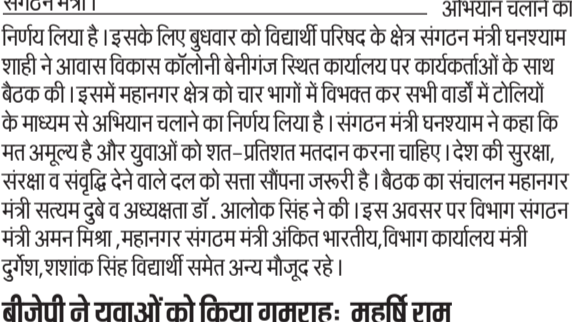 संगठन मंत्री।
अभियान चलाने का
निर्णय लिया है। इसके लिए बुधवार को विद्यार्थी परिषद के क्षेत्र संगठन मंत्री घनश्याम
शाही ने आवास विकास कॉलोनी बेनीगंज स्थित कार्यालय पर कार्यकर्ताओं के साथ
बैठक की। इसमें महानगर क्षेत्र को चार भागों में विभक्त कर सभी वार्डों में टोलियों
के माध्यम से अभियान चलाने का निर्णय लिया है। संगठन मंत्री घनश्याम ने कहा कि
मत अमूल्य है और युवाओं को शत-प्रतिशत मतदान करना चाहिए। देश की सुरक्षा,
संरक्षा व संवृद्धि देने वाले दल को सत्ता सौंपना जरूरी है। बैठक का संचालन महानगर
मंत्री सत्यम दुबे व अध्यक्षता डॉ. आलोक सिंह ने की। इस अवसर पर विभाग संगठन
मंत्री अमन मिश्रा ,महानगर संगठम मंत्री अंकित भारतीय,विभाग कार्यालय मंत्री
दुर्गेश,शशांक सिंह विद्यार्थी समेत अन्य मौजूद रहे।
बीजेपी ने युवाओं को किया गुमराह: महर्षि राम